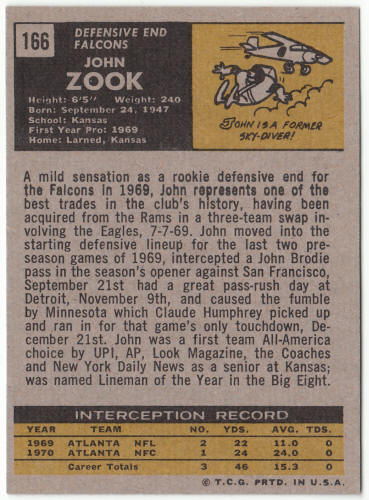 166
DEFENSIVE END
FALCONS
JOHN
ZOOK
Height: 6'5" Weight: 240
Born: September 24, 1947
School: Kansas
First Year Pro: 1969
Home: Larned, Kansas
JOHN IS A FORMER
SKY-DIVER!
A mild sensation as a rookie defensive end for
the Falcons in 1969, John represents one of the
best trades in the club's history, having been
acquired from the Rams in a three-team swap in-
volving the Eagles, 7-7-69. John moved into the
starting defensive lineup for the last two pre-
season games of 1969, intercepted a John Brodie
pass in the season's opener against San Francisco,
September 21st had a great pass-rush day at
Detroit, November 9th, and caused the fumble
by Minnesota which Claude Humphrey picked up
and ran in for that game's only touchdown, De-
cember 21st. John was a first team All-America
choice by UPI, AP, Look Magazine, the Coaches
and New York Daily News as a senior at Kansas;
was named Lineman of the Year in the Big Eight.
INTERCEPTION RECORD
YEAR TEAM NO. YDS. AVG. TDS.
1969 ATLANTA NFL 2 22 11.0 0
1970 ATLANTA NFC 1 24 24.0 0
Career Totals 3 46 15.3 0
© T.C.G. PRTD. IN U.S.A.